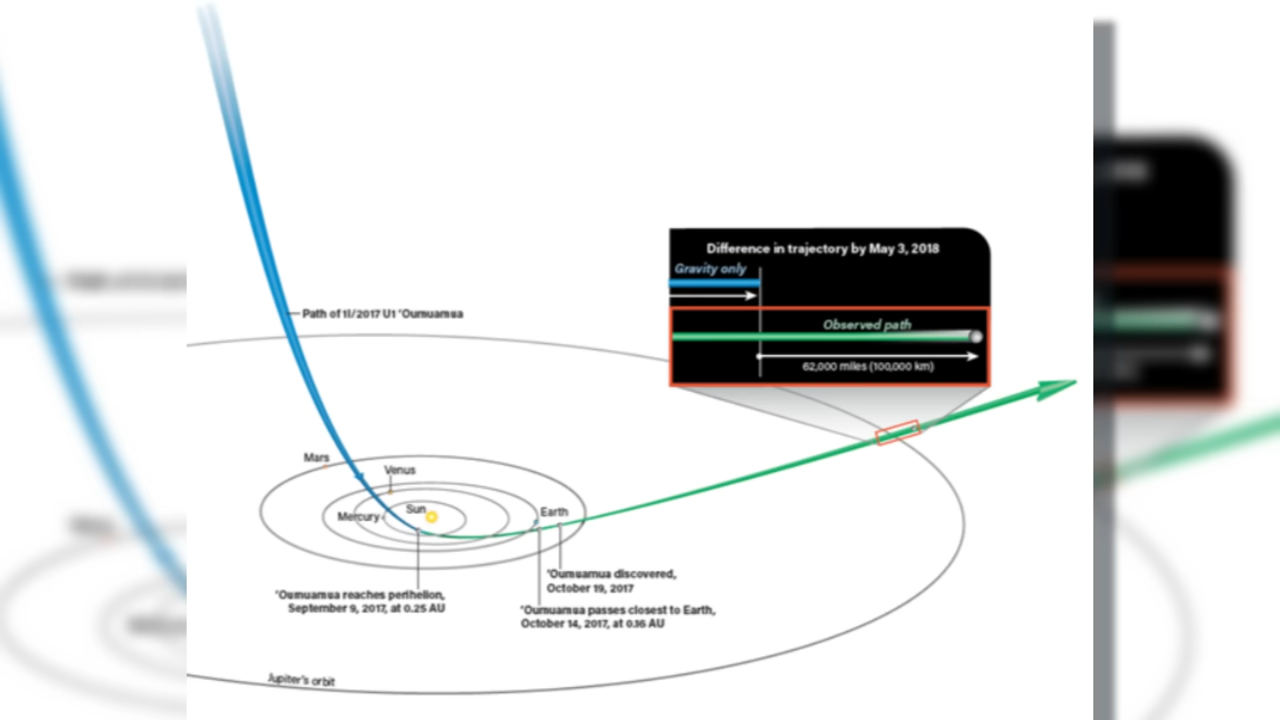 Difference in trajectory by May 3, 2018
Gravity only
Observed path
62,000 miles (100,000 km)
Path of 1I/2017 U1 ‘Oumuamua
Mars
Venus
Sun
Mercury
Earth
‘Oumuamua discovered,
October 19, 2017
‘Oumuamua reaches perihelion,
September 9, 2017, at 0.25 AU
‘Oumuamua passes closest to Earth,
October 14, 2017, at 0.16 AU
Jupiter's orbit